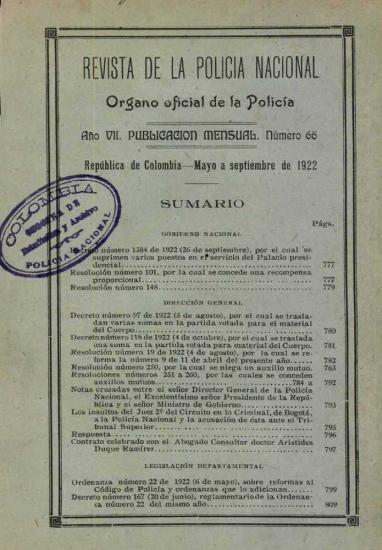 REVISTA DE LA POLICIA NACIONAL
Organo oficial de la Policía
Año VII. PUBLICACION MENSUAL. Número 66
República de Colombia—Mayo a septiembre de 1922
SUMARIO
Págs.
GOBIERNO NACIONAL
Decreto número 1384 de 1922 (26 de septiembre), por el cual se
suprimen varios puestos en el servicio del Palacio presi-
dencial 777
Resolución número 101, por la cual se concede una recompensa
proporcional 777
Resolución número 148 779
DIRECCIÓN GENERAL
Decreto número 97 de 1922 (5 de agosto), por el cual se trasla-
dan varias sumas en la partida votada para el material
del Cuerpo 780
Decreto número 118 de 1922 (4 de octubre), por el cual se traslada
una suma en la partida votada para material del Cuerpo. 781
Resolución número 19 de 1922 (4 de agosto), por la cual se re-
forma la número 9 de 11 de abril del presente año 782
Resolución número 250, por la cual se niega un auxilio mutuo. 783
Resoluciones números 251 a 260, por las cuales se conceden
auxilios mutuos 784 a 792
Notas cruzadas entre el señor Director General de la Policía
Nacional, el Excelentísimo señor Presidente de la Repú-
blica y el señor Ministro de Gobierno 793
Los insultos del Juez 2º del Circuito en lo Criminal, de Bogotá,
a la Policía Nacional y la acusación de ésta ante el Tri-
bunal Superior 795
Respuesta 796
Contrato celebrado con el Abogado Consultor doctor Arístides
Duque Ramírez 797
LEGISLACIÓN DEPARTAMENTAL
Ordenanza número 22 de 1922 (6 de mayo), sobre reformas al
Código de Policía y ordenanzas que lo adicionan 799
Decreto número 167 (20 de junio), reglamentario de la Ordenan-
za número 22 del mismo año 809
COLOMBIA
POLICIA NACIONAL